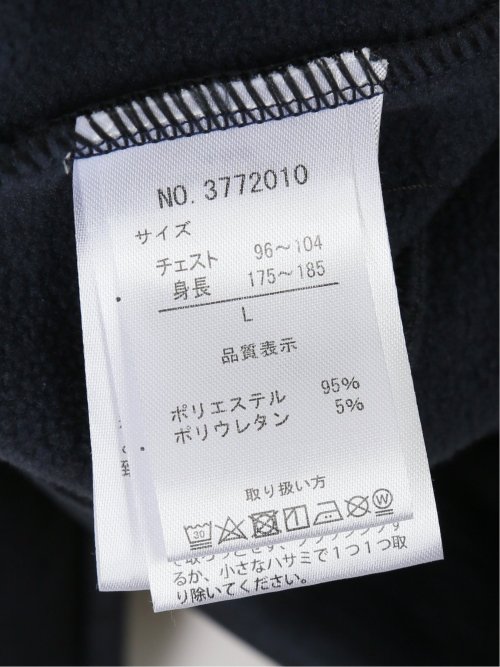 NO. 3772010
サイズ
チェスト 96〜104
身長 175〜185
L
品質表示
ポリエステル 95%
ポリウレタン 5%
取り扱い方
30
W
るか、小さなハサミで1つ1つ取
り除いてください。